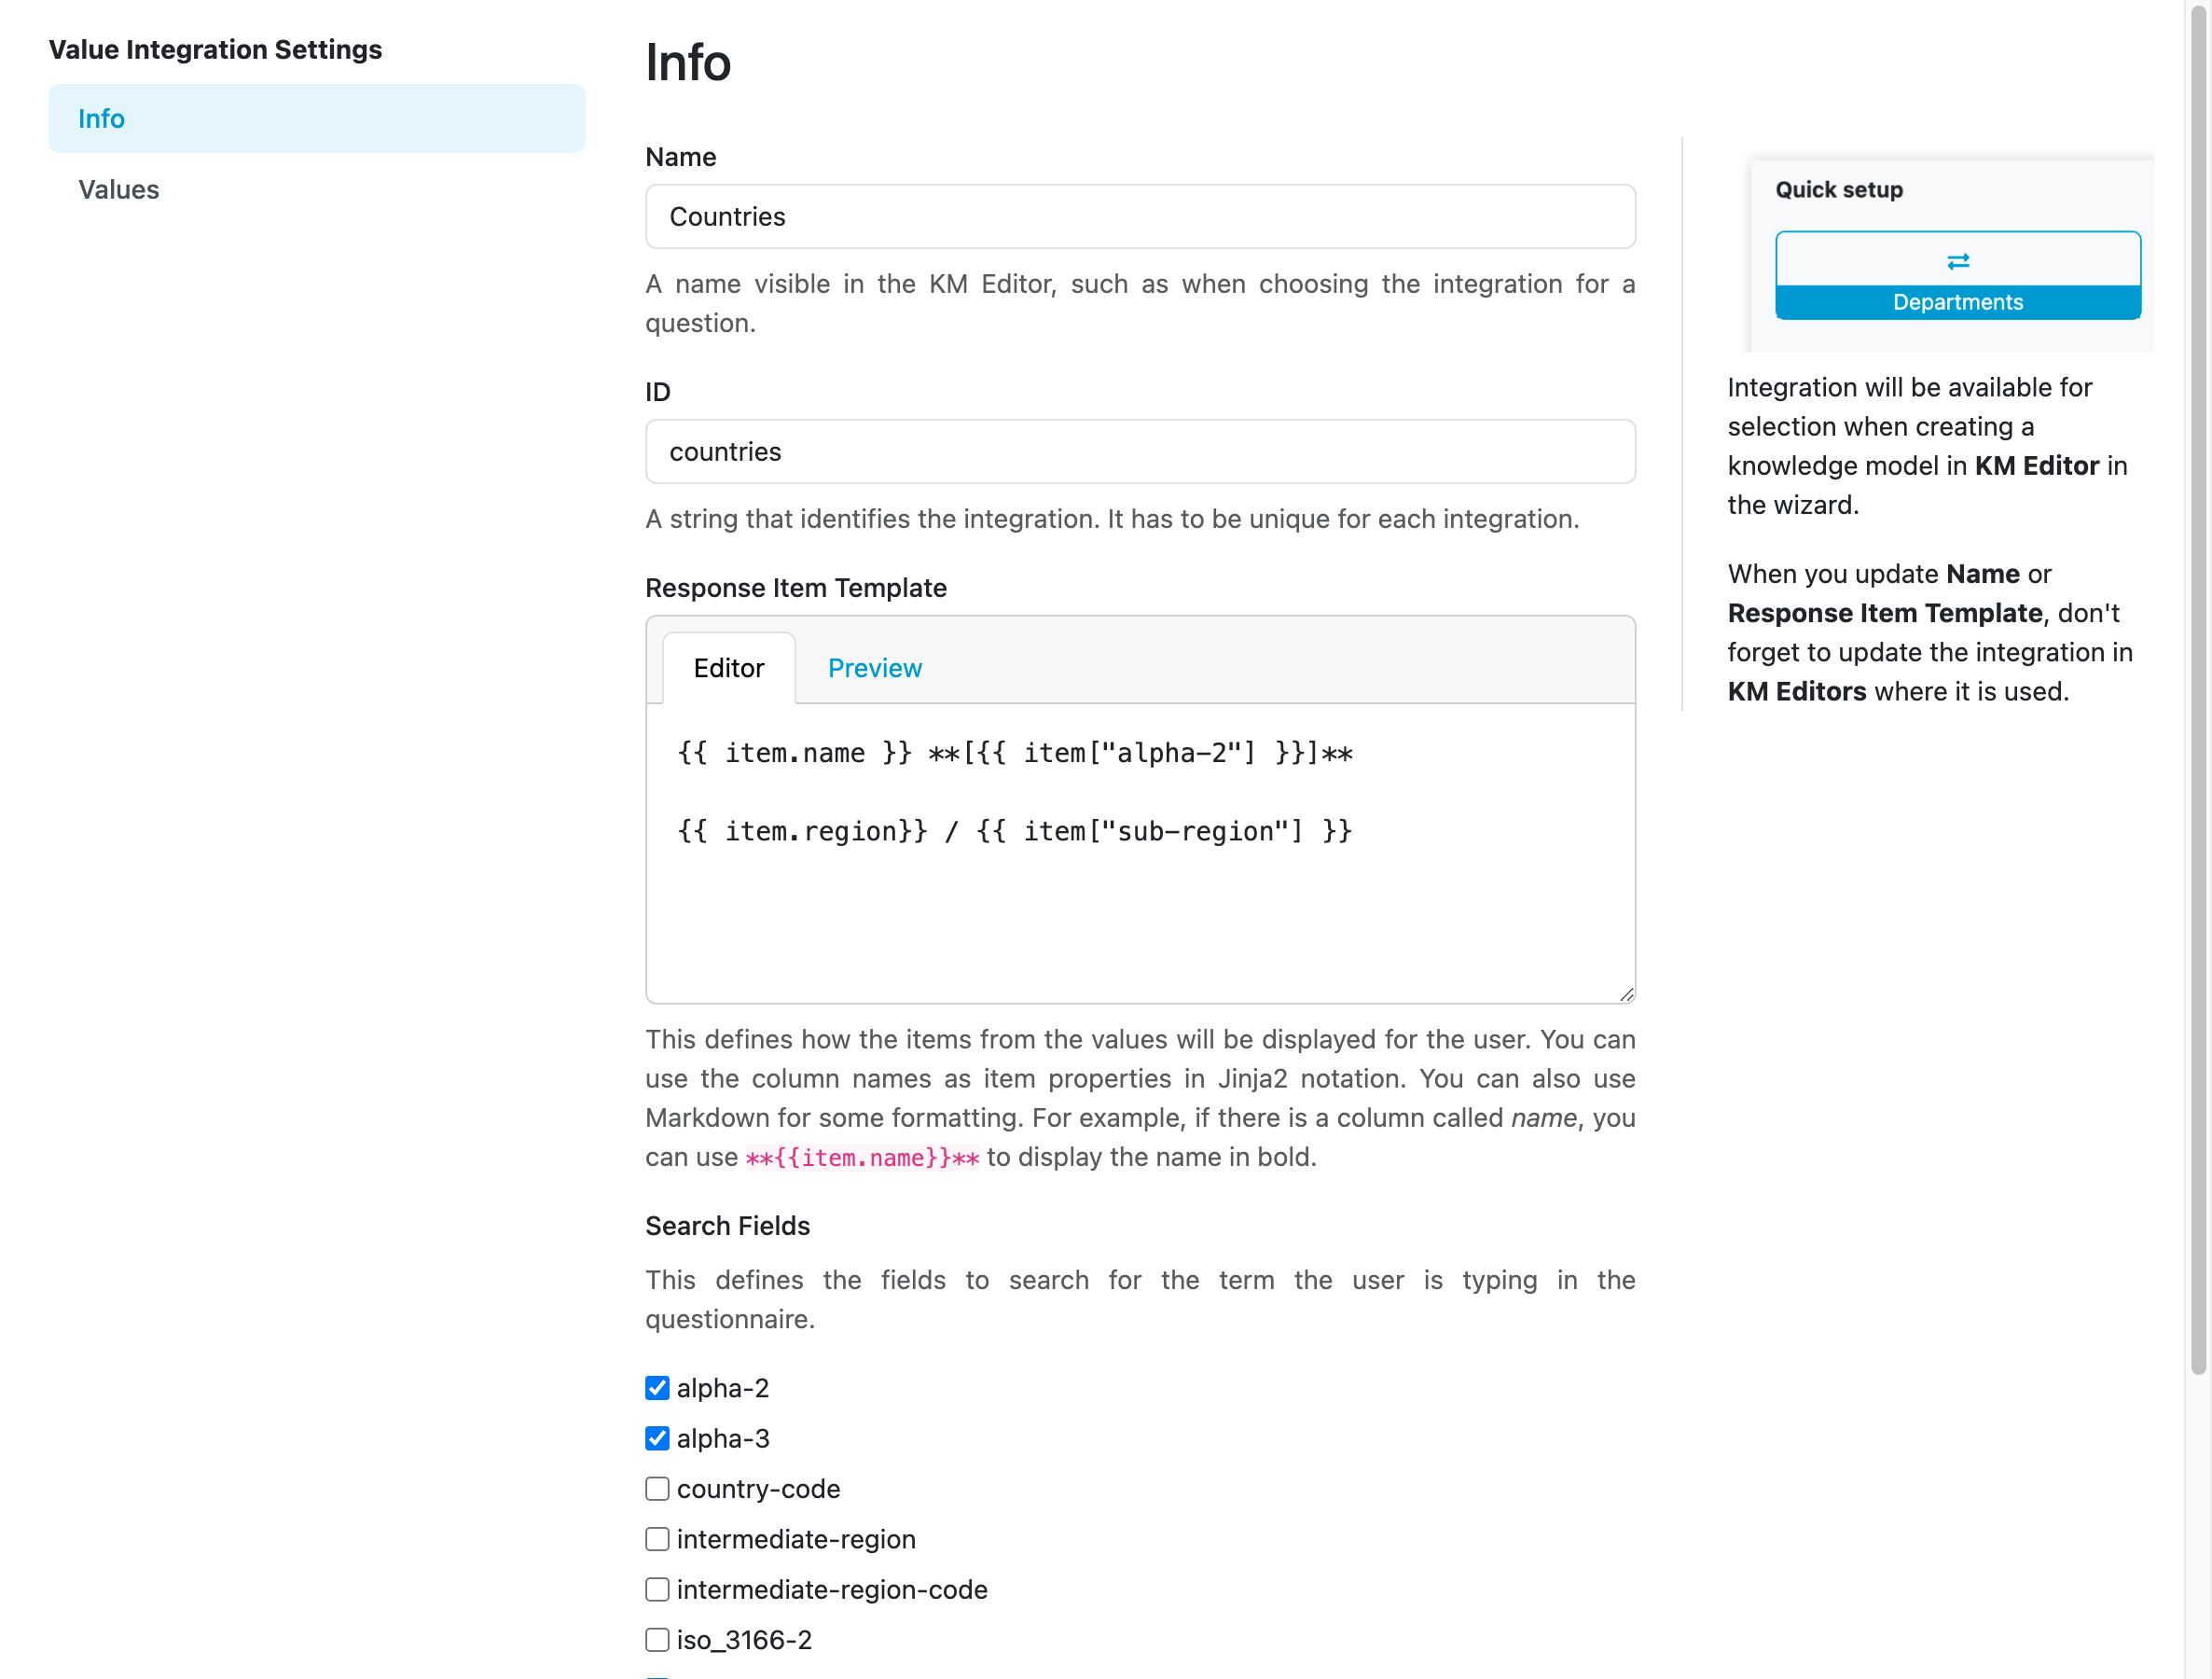 Value Integration Settings
Info
Values
Info
Name
Countries
A name visible in the KM Editor, such as when choosing the integration for a
question.
ID
countries
A string that identifies the integration. It has to be unique for each integration.
Response Item Template
Editor
Preview
{{ item.name }} **[{{ item["alpha-2"] }}]**
{{ item.region}} / {{ item["sub-region"] }}
This defines how the items from the values will be displayed for the user. You can
use the column names as item properties in Jinja2 notation. You can also use
Markdown for some formatting. For example, if there is a column called name, you
can use **{{item.name}}** to display the name in bold.
Search Fields
This defines the fields to search for the term the user is typing in the
questionnaire.
alpha-2
alpha-3
country-code
intermediate-region
intermediate-region-code
iso_3166-2
Quick setup
Departments
Integration will be available for
selection when creating a
knowledge model in KM Editor in
the wizard.
When you update Name or
Response Item Template, don't
forget to update the integration in
KM Editors where it is used.